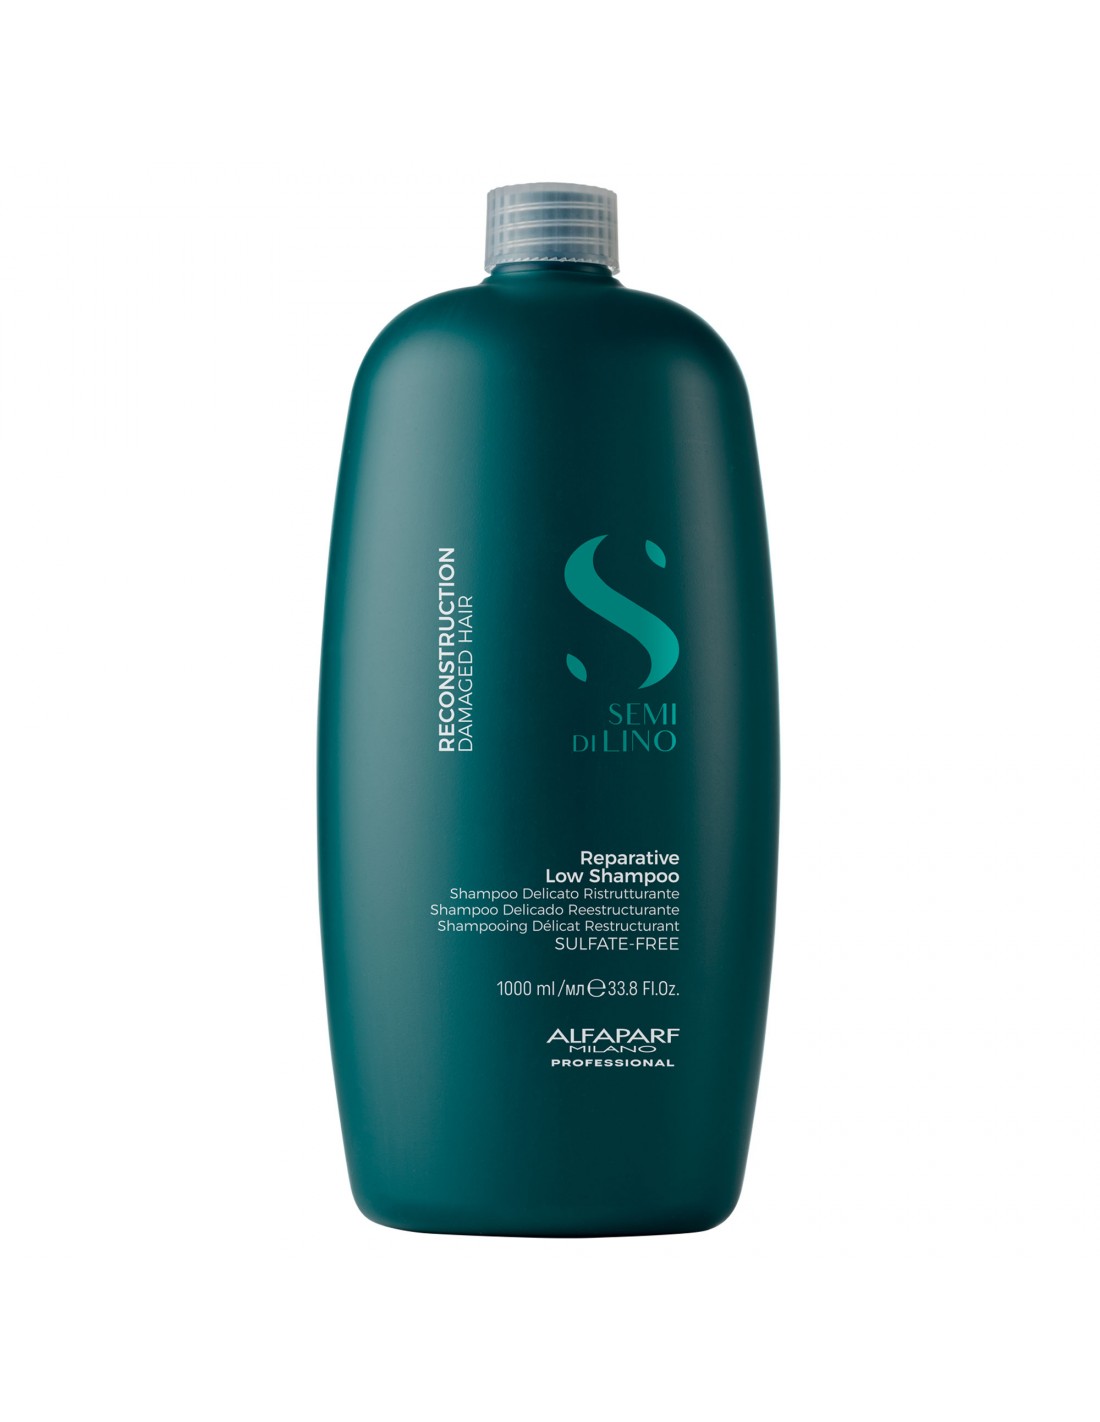 RECONSTRUCTION
DAMAGED HAIR
SEMI
DI LINO
Reparative
Low Shampoo
Shampoo Delicato Ristrutturante
Shampoo Delicado Reestructurante
Shampooing Délicat Restructurant
SULFATE-FREE
1000 ml/мл℮33.8 Fl.Oz.
ALFAPARF
MILANO
PROFESSIONAL